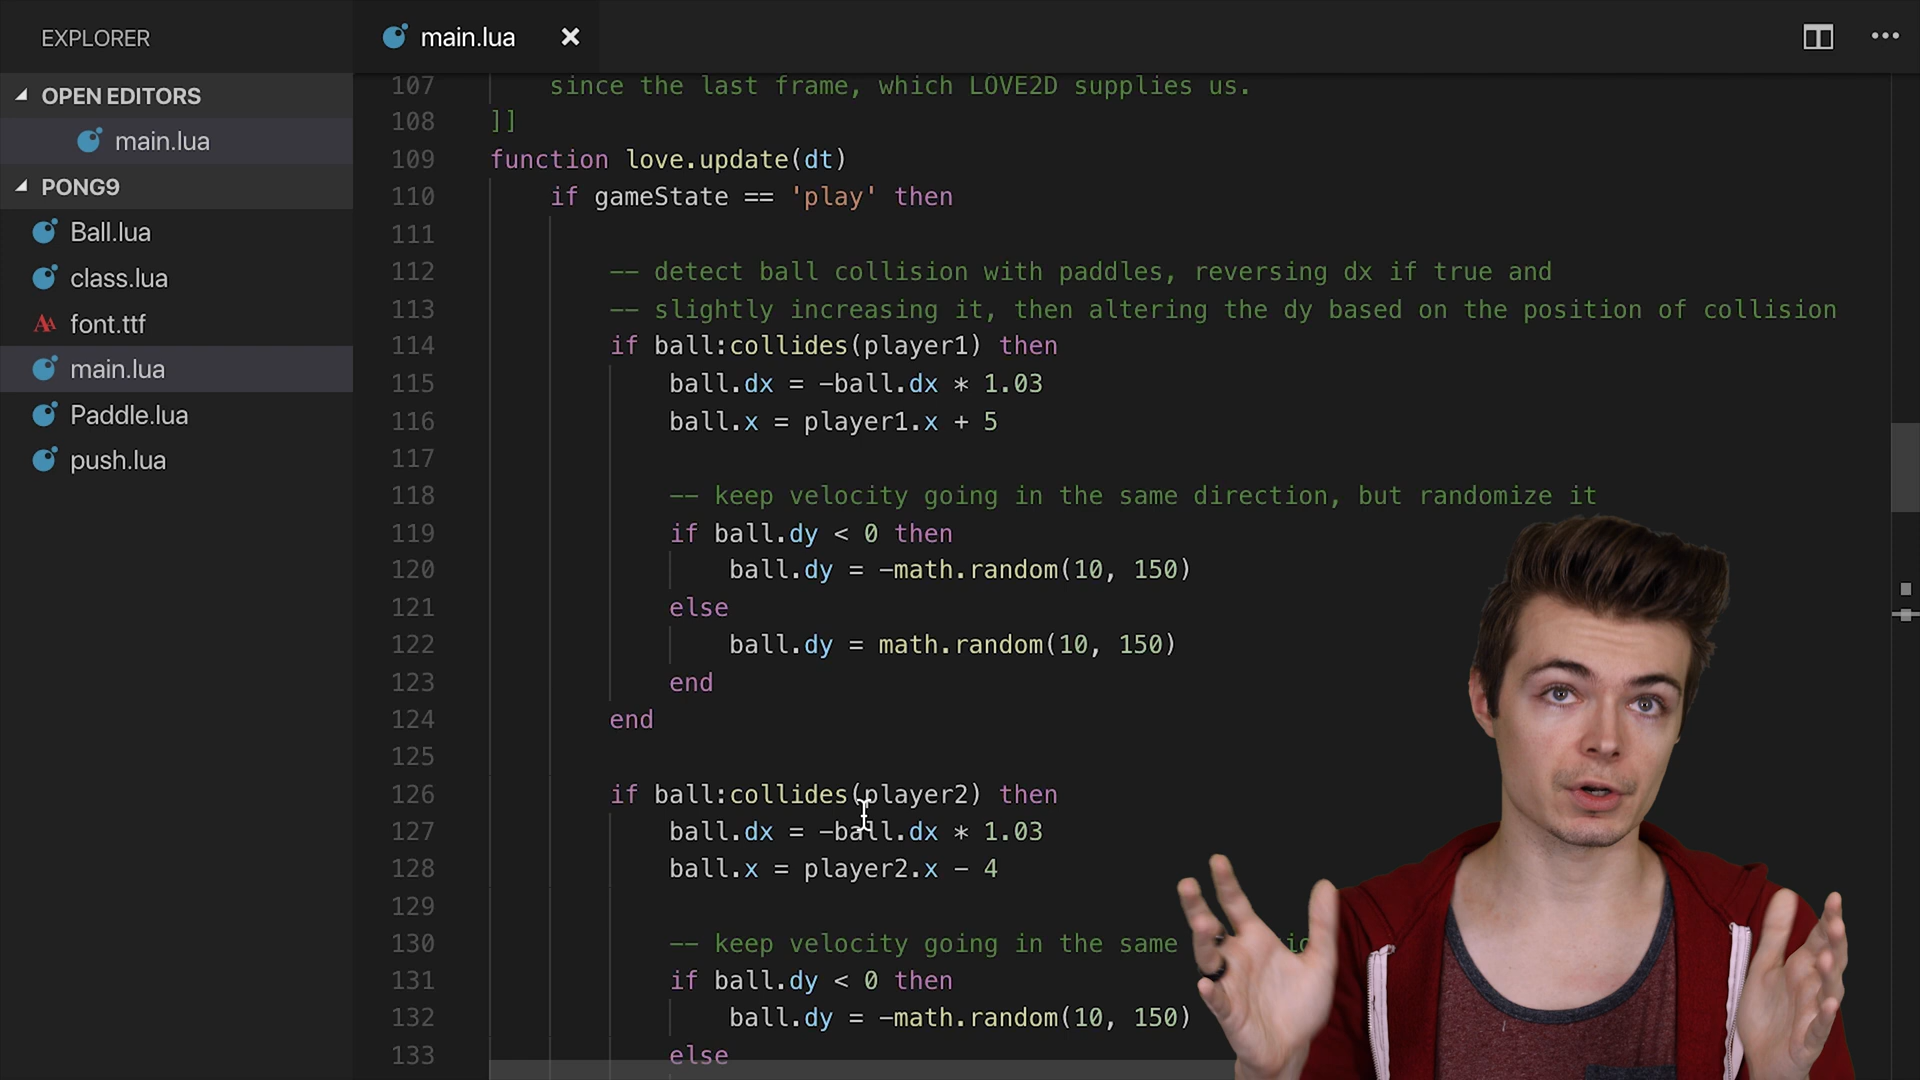 EXPLORER
OPEN EDITORS
main.lua
PONG9
Ball.lua
class.lua
font.ttf
main.lua
Paddle.lua
push.lua
main.lua
107 since the last frame, which LOVE2D supplies us.
108 ]]
109 function love.update(dt)
110 if gameState == 'play' then
111
112 -- detect ball collision with paddles, reversing dx if true and
113 -- slightly increasing it, then altering the dy based on the position of collision
114 if ball:collides(player1) then
115 ball.dx = -ball.dx * 1.03
116 ball.x = player1.x + 5
117
118 -- keep velocity going in the same direction, but randomize it
119 if ball.dy < 0 then
120 ball.dy = -math.random(10, 150)
121 else
122 ball.dy = math.random(10, 150)
123 end
124 end
125
126 if ball:collides(player2) then
127 ball.dx = -ball.dx * 1.03
128 ball.x = player2.x - 4
129
130 -- keep velocity going in the same
131 if ball.dy < 0 then
132 ball.dy = -math.random(10, 150)
133 else